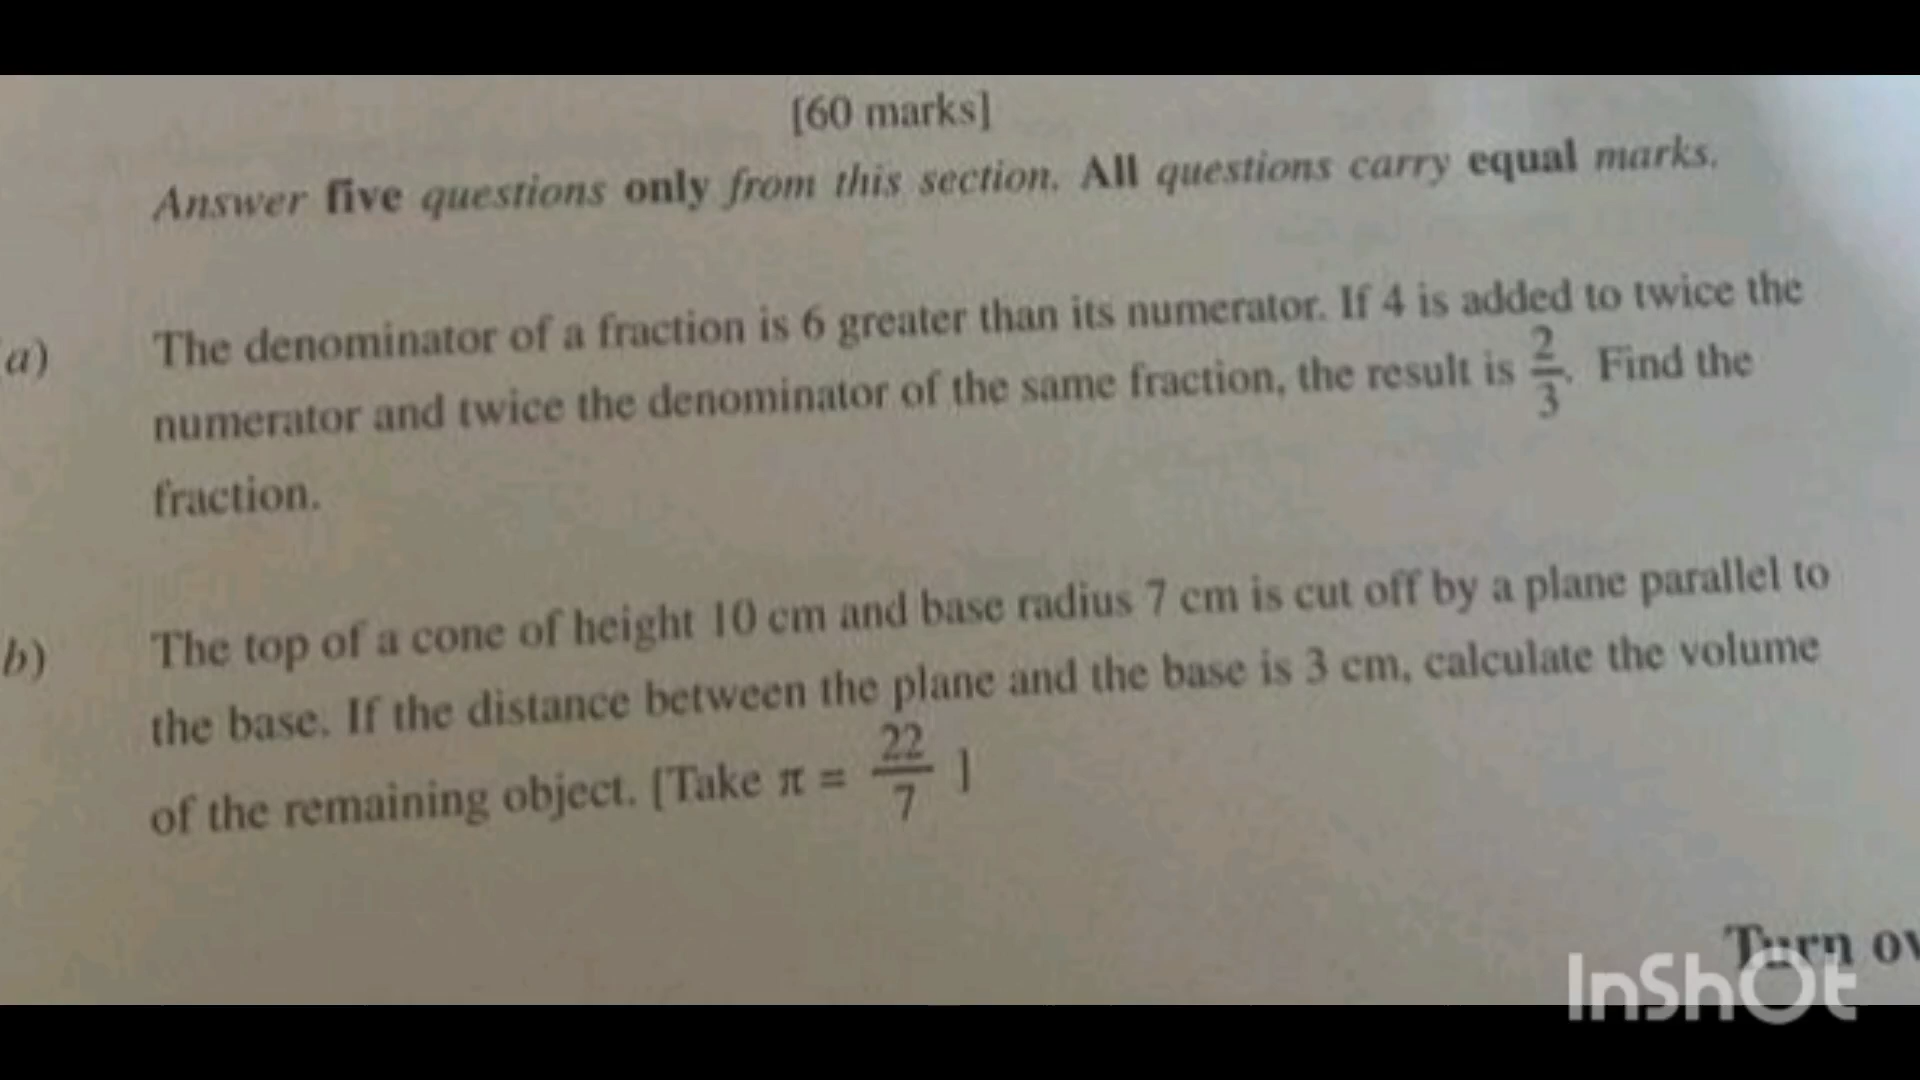 [60 marks]
Answer five questions only from this section. All questions carry equal marks.
a) The denominator of a fraction is 6 greater than its numerator. If 4 is added to twice the
numerator and twice the denominator of the same fraction, the result is 2/3. Find the
fraction.
b) The top of a cone of height 10 cm and base radius 7 cm is cut off by a plane parallel to
the base. If the distance between the plane and the base is 3 cm, calculate the volume
of the remaining object. [Take π = 22/7 ]
Turn ov
InShOt